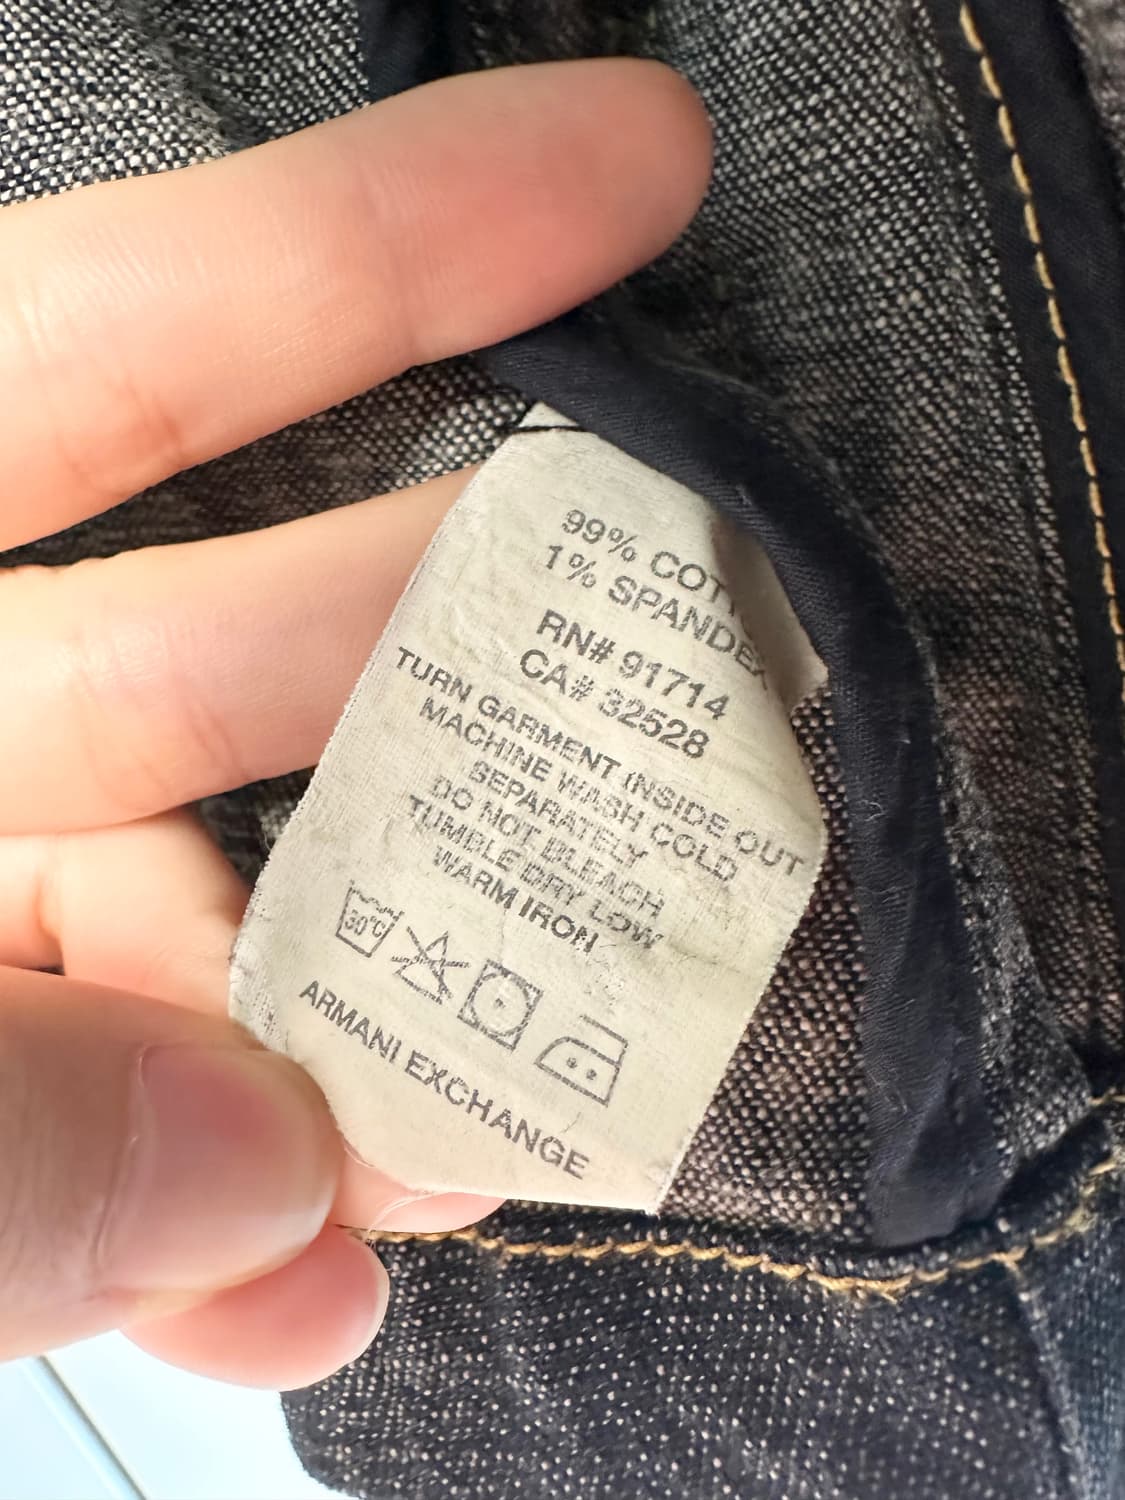 99% COTT
1% SPANDEX
RN# 91714
CA# 32528
TURN GARMENT INSIDE OUT
MACHINE WASH COLD
SEPARATELY
DO NOT BLEACH
TUMBLE DRY LOW
WARM IRON
30°C
ARMANI EXCHANGE